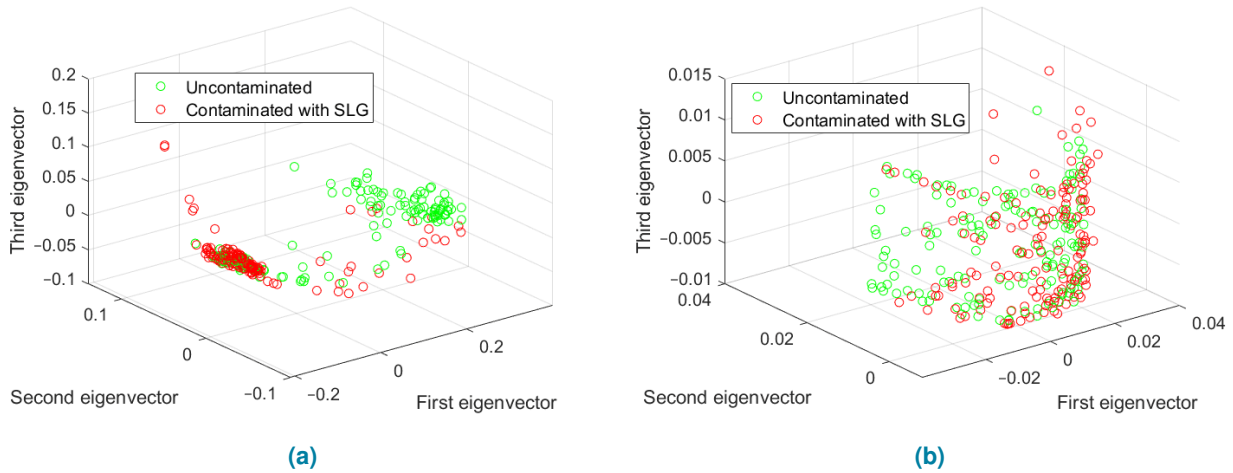 Third eigenvector
0.2
0.15
0.1
0.05
0
−0.05
−0.1
Uncontaminated
Contaminated with SLG
0.1
0
−0.1
Second eigenvector
−0.2
0
0.2
First eigenvector
(a)
Third eigenvector
0.015
0.01
0.005
0
−0.005
−0.01
Uncontaminated
Contaminated with SLG
0.04
0.02
0
Second eigenvector
−0.02
0
0.02
0.04
First eigenvector
(b)